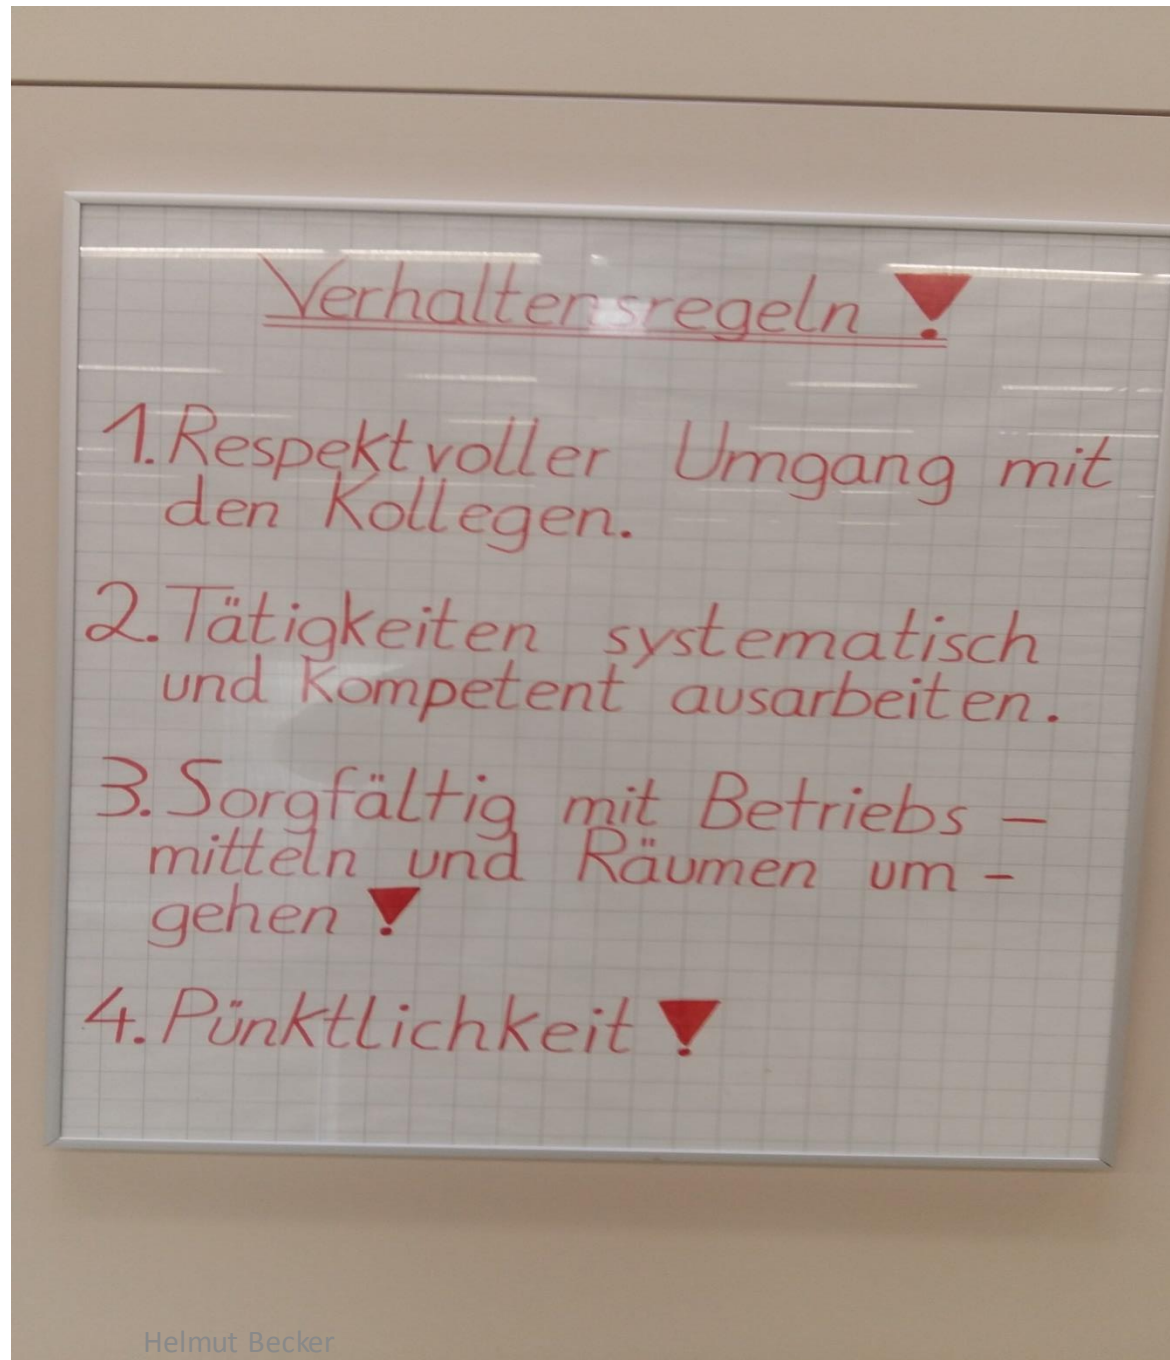 Verhaltensregeln!
1. Respektvoller Umgang mit
den Kollegen.
2. Tätigkeiten systematisch
und Kompetent ausarbeiten.
3. Sorgfältig mit Betriebs-
mitteln und Räumen um-
gehen!
4. Pünktlichkeit!
Helmut Becker